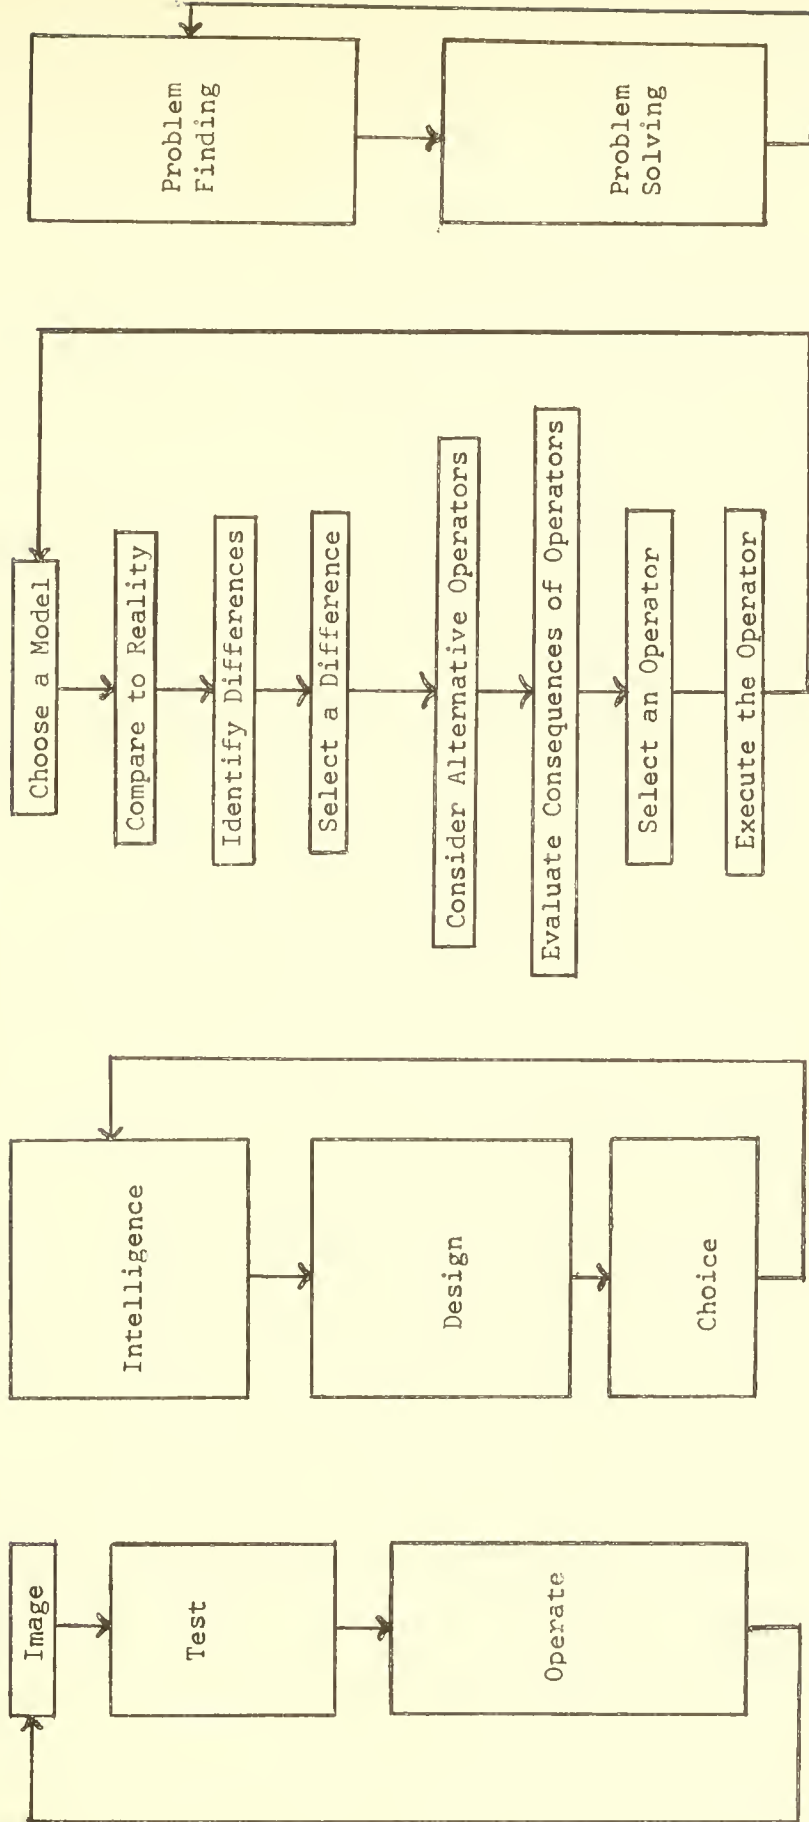 Image
Test
Operate
Intelligence
Design
Choice
Choose a Model
Compare to Reality
Identify Differences
Select a Difference
Consider Alternative Operators
Evaluate Consequences of Operators
Select an Operator
Execute the Operator
Problem
Finding
Problem
Solving